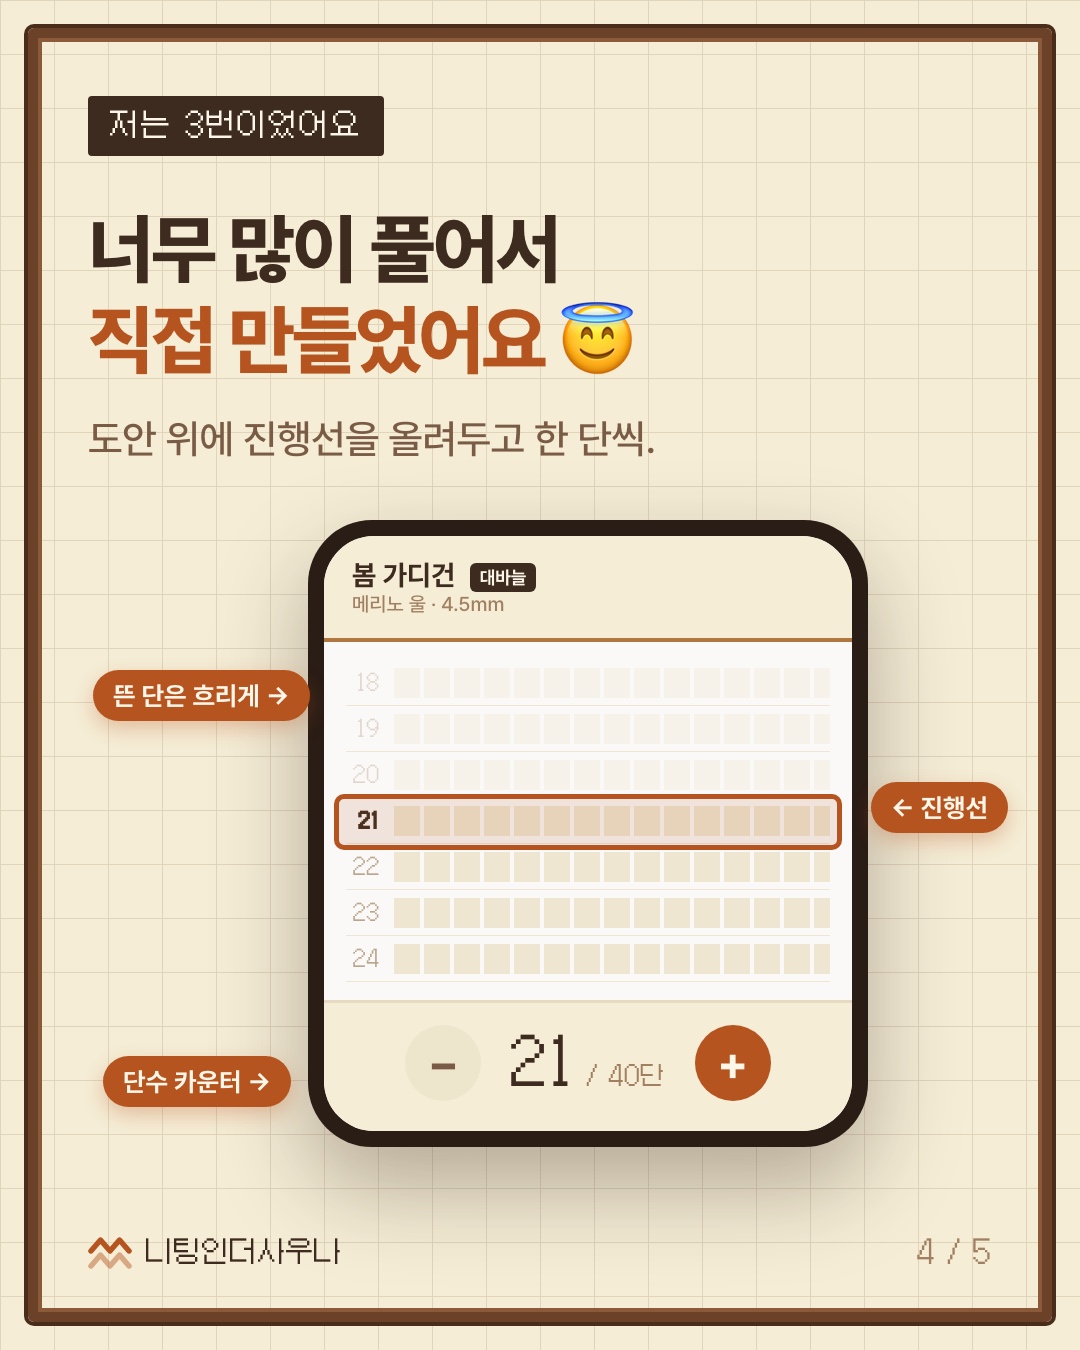 저는 3번이었어요
너무 많이 풀어서
직접 만들었어요 😇
도안 위에 진행선을 올려두고 한 단씩.
봄 가디건 대바늘
메리노 울 · 4.5mm
18
뜬 단은 흐리게 →
19
20
← 진행선
21
22
23
24
− 21 / 40단 +
단수 카운터 →
니팅인더사우나
4 / 5